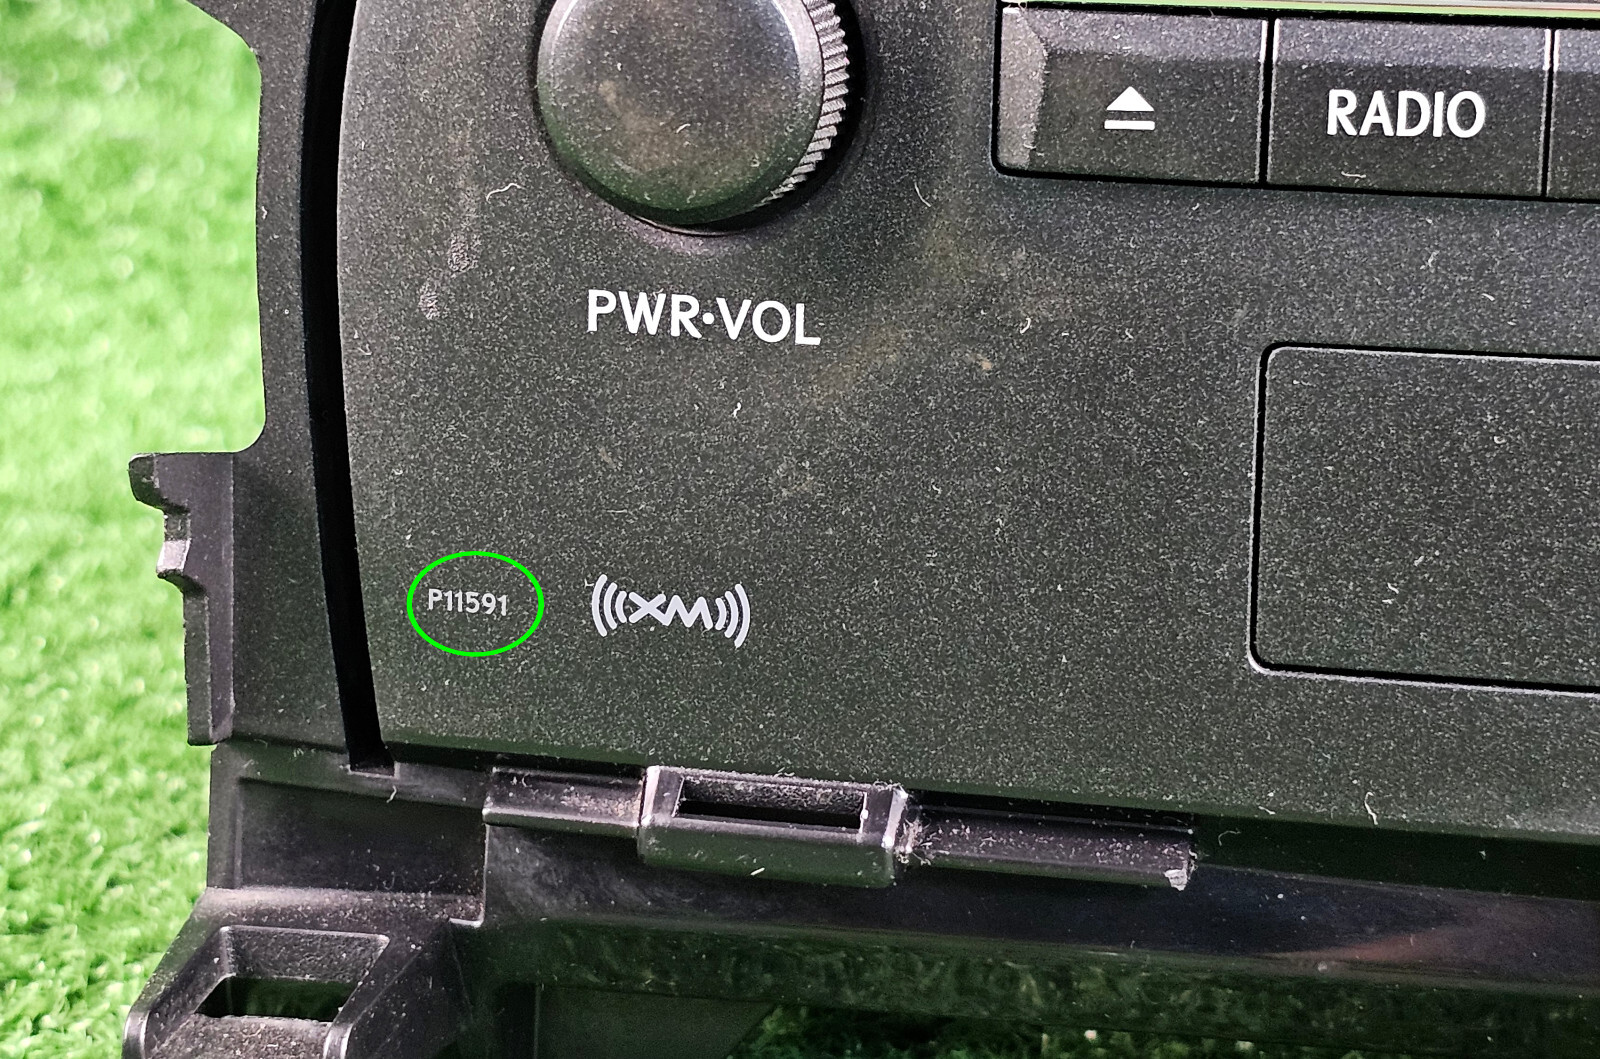 RADIO
PWR•VOL
P11591
XM